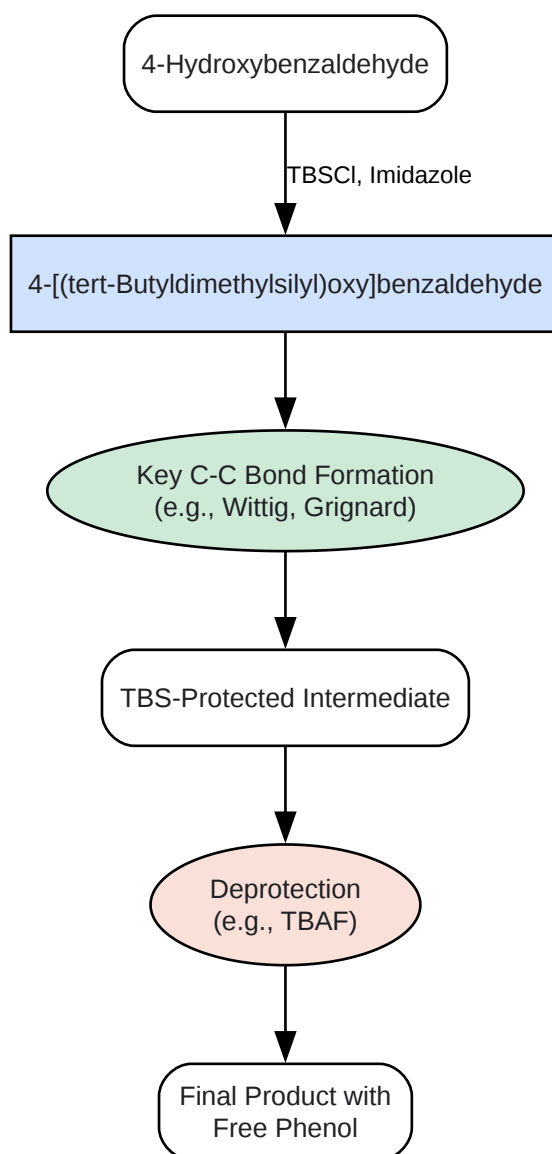 4-Hydroxybenzaldehyde
TBSCl, Imidazole
4-[(tert-Butyldimethylsilyl)oxy]benzaldehyde
Key C-C Bond Formation
(e.g., Wittig, Grignard)
TBS-Protected Intermediate
Deprotection
(e.g., TBAF)
Final Product with
Free Phenol